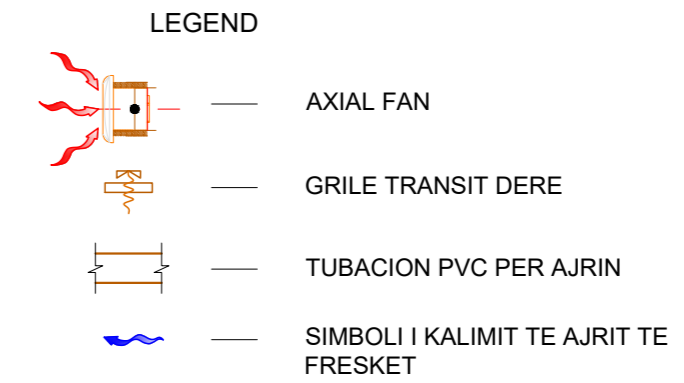 LEGEND
AXIAL FAN
GRILE TRANSIT DERE
TUBACION PVC PER AJRIN
SIMBOLI I KALIMIT TE AJRIT TE
FRESKET